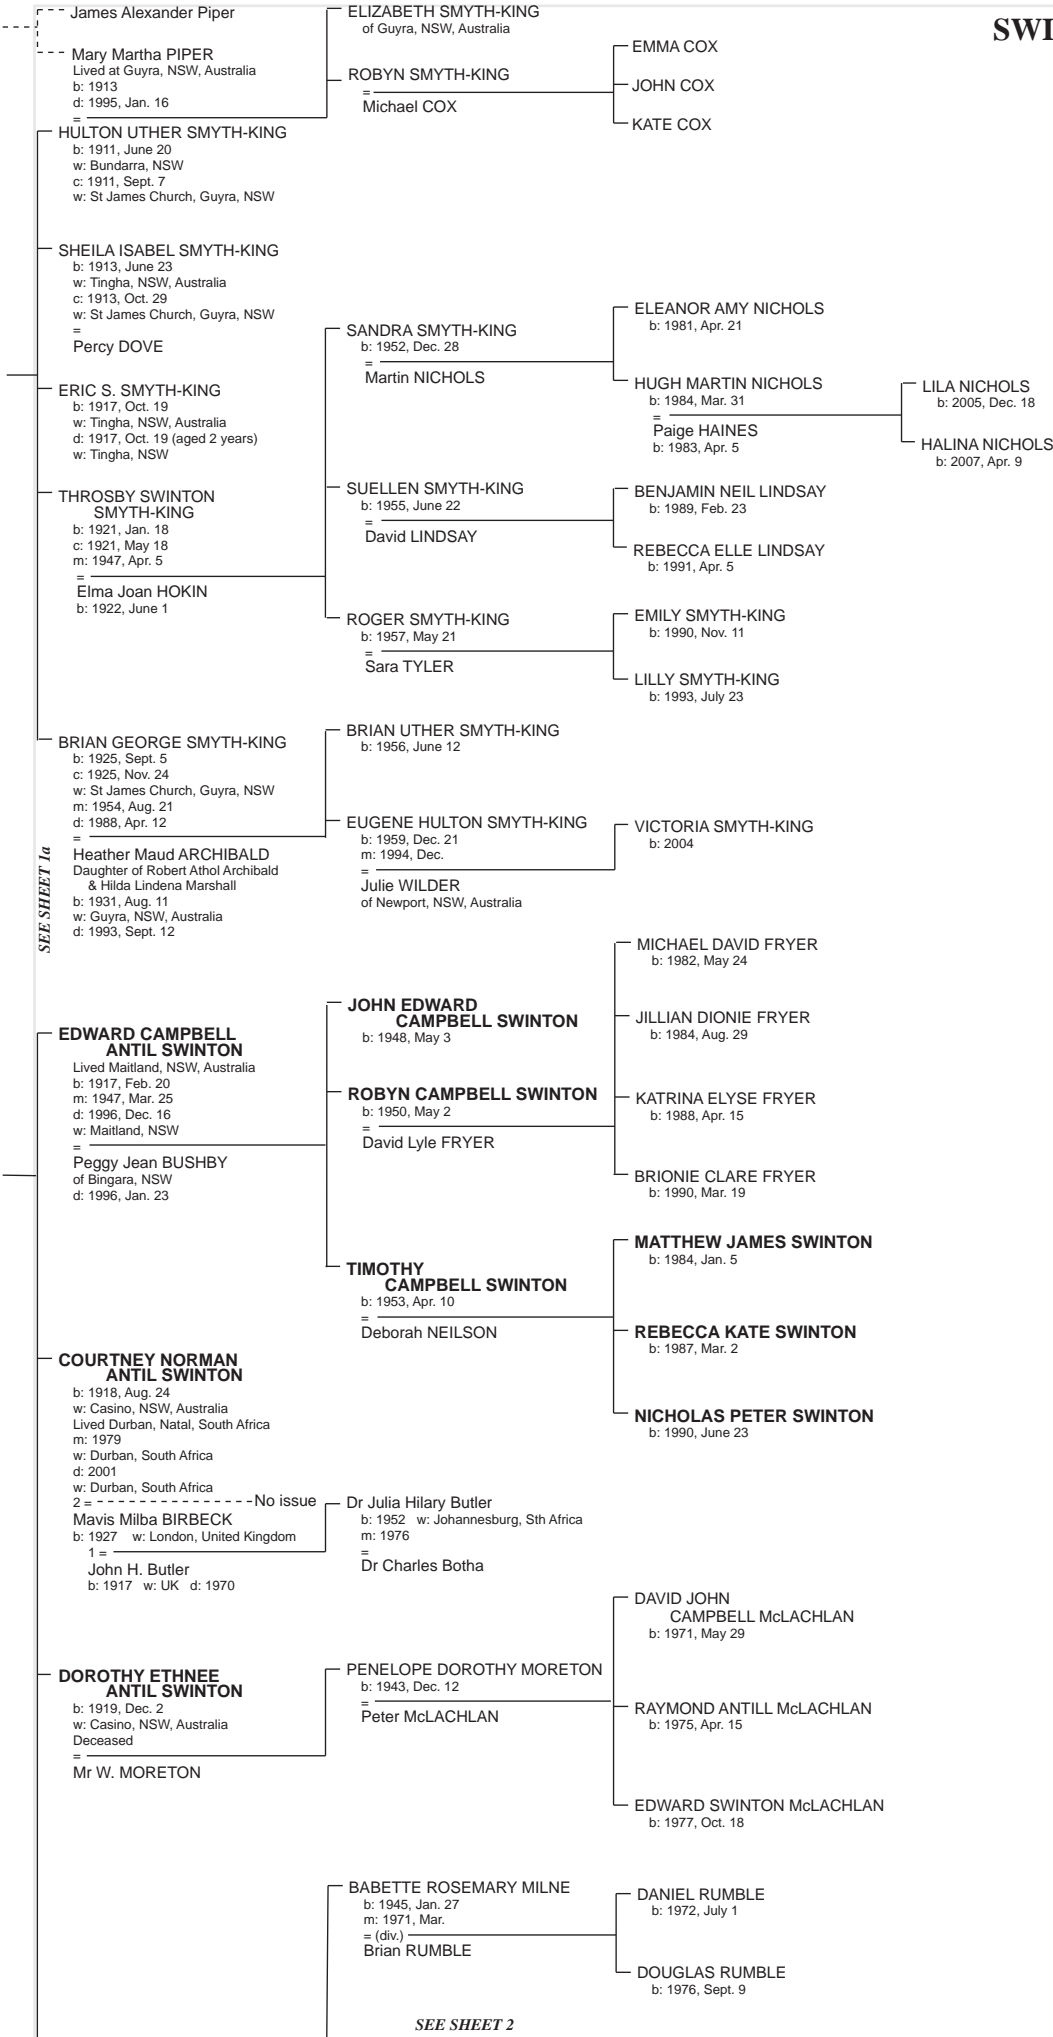 James Alexander Piper
Mary Martha PIPER
Lived at Guyra, NSW, Australia
b: 1913
d: 1995, Jan. 16
=
HULTON UTHER SMYTH-KING
b: 1911, June 20
w: Bundarra, NSW
c: 1911, Sept. 7
w: St James Church, Guyra, NSW
SHEILA ISABEL SMYTH-KING
b: 1913, June 23
w: Tingha, NSW, Australia
c: 1913, Oct. 29
w: St James Church, Guyra, NSW
=
Percy DOVE
ERIC S. SMYTH-KING
b: 1917, Oct. 19
w: Tingha, NSW, Australia
d: 1917, Oct. 19 (aged 2 years)
w: Tingha, NSW
THROSBY SWINTON
SMYTH-KING
b: 1921, Jan. 18
c: 1921, May 18
m: 1947, Apr. 5
=
Elma Joan HOKIN
b: 1922, June 1
BRIAN GEORGE SMYTH-KING
b: 1925, Sept. 5
c: 1925, Nov. 24
w: St James Church, Guyra, NSW
m: 1954, Aug. 21
d: 1988, Apr. 12
=
Heather Maud ARCHIBALD
Daughter of Robert Athol Archibald
& Hilda Lindena Marshall
b: 1931, Aug. 11
w: Guyra, NSW, Australia
d: 1993, Sept. 12
SEE SHEET 1a
EDWARD CAMPBELL
ANTIL SWINTON
Lived Maitland, NSW, Australia
b: 1917, Feb. 20
m: 1947, Mar. 25
d: 1996, Dec. 16
w: Maitland, NSW
=
Peggy Jean BUSHBY
of Bingara, NSW
d: 1996, Jan. 23
COURTNEY NORMAN
ANTIL SWINTON
b: 1918, Aug. 24
w: Casino, NSW, Australia
Lived Durban, Natal, South Africa
m: 1979
w: Durban, South Africa
d: 2001
w: Durban, South Africa
2 = No issue
Mavis Milba BIRBECK
b: 1927 w: London, United Kingdom
1 =
John H. Butler
b: 1917 w: UK d: 1970
DOROTHY ETHNEE
ANTIL SWINTON
b: 1919, Dec. 2
w: Casino, NSW, Australia
Deceased
=
Mr W. MORETON
ELIZABETH SMYTH-KING
of Guyra, NSW, Australia
ROBYN SMYTH-KING
=
Michael COX
SANDRA SMYTH-KING
b: 1952, Dec. 28
=
Martin NICHOLS
SUELLEN SMYTH-KING
b: 1955, June 22
=
David LINDSAY
ROGER SMYTH-KING
b: 1957, May 21
=
Sara TYLER
BRIAN UTHER SMYTH-KING
b: 1956, June 12
EUGENE HULTON SMYTH-KING
b: 1959, Dec. 21
m: 1994, Dec.
=
Julie WILDER
of Newport, NSW, Australia
JOHN EDWARD
CAMPBELL SWINTON
b: 1948, May 3
ROBYN CAMPBELL SWINTON
b: 1950, May 2
=
David Lyle FRYER
TIMOTHY
CAMPBELL SWINTON
b: 1953, Apr. 10
=
Deborah NEILSON
Dr Julia Hilary Butler
b: 1952 w: Johannesburg, Sth Africa
m: 1976
=
Dr Charles Botha
PENELOPE DOROTHY MORETON
b: 1943, Dec. 12
=
Peter McLACHLAN
BABETTE ROSEMARY MILNE
b: 1945, Jan. 27
m: 1971, Mar.
= (div.)
Brian RUMBLE
SEE SHEET 2
EMMA COX
JOHN COX
KATE COX
ELEANOR AMY NICHOLS
b: 1981, Apr. 21
HUGH MARTIN NICHOLS
b: 1984, Mar. 31
=
Paige HAINES
b: 1983, Apr. 5
BENJAMIN NEIL LINDSAY
b: 1989, Feb. 23
REBECCA ELLE LINDSAY
b: 1991, Apr. 5
EMILY SMYTH-KING
b: 1990, Nov. 11
LILLY SMYTH-KING
b: 1993, July 23
VICTORIA SMYTH-KING
b: 2004
MICHAEL DAVID FRYER
b: 1982, May 24
JILLIAN DIONIE FRYER
b: 1984, Aug. 29
KATRINA ELYSE FRYER
b: 1988, Apr. 15
BRIONIE CLARE FRYER
b: 1990, Mar. 19
MATTHEW JAMES SWINTON
b: 1984, Jan. 5
REBECCA KATE SWINTON
b: 1987, Mar. 2
NICHOLAS PETER SWINTON
b: 1990, June 23
DAVID JOHN
CAMPBELL McLACHLAN
b: 1971, May 29
RAYMOND ANTILL McLACHLAN
b: 1975, Apr. 15
EDWARD SWINTON McLACHLAN
b: 1977, Oct. 18
DANIEL RUMBLE
b: 1972, July 1
DOUGLAS RUMBLE
b: 1976, Sept. 9
LILA NICHOLS
b: 2005, Dec. 18
HALINA NICHOLS
b: 2007, Apr. 9